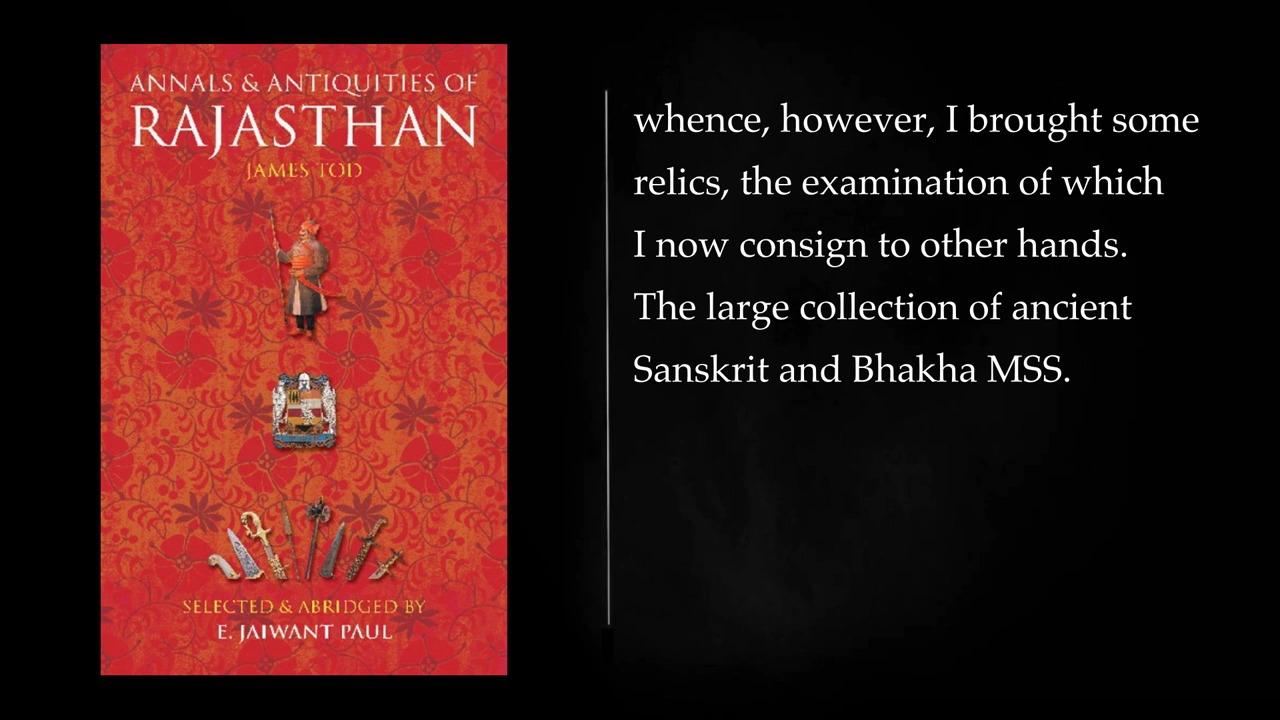 ANNALS & ANTIQUITIES OF
RAJASTHAN
JAMES TOD
SELECTED & ABRIDGED BY
E. JAIWANT PAUL
whence, however, I brought some
relics, the examination of which
I now consign to other hands.
The large collection of ancient
Sanskrit and Bhakha MSS.